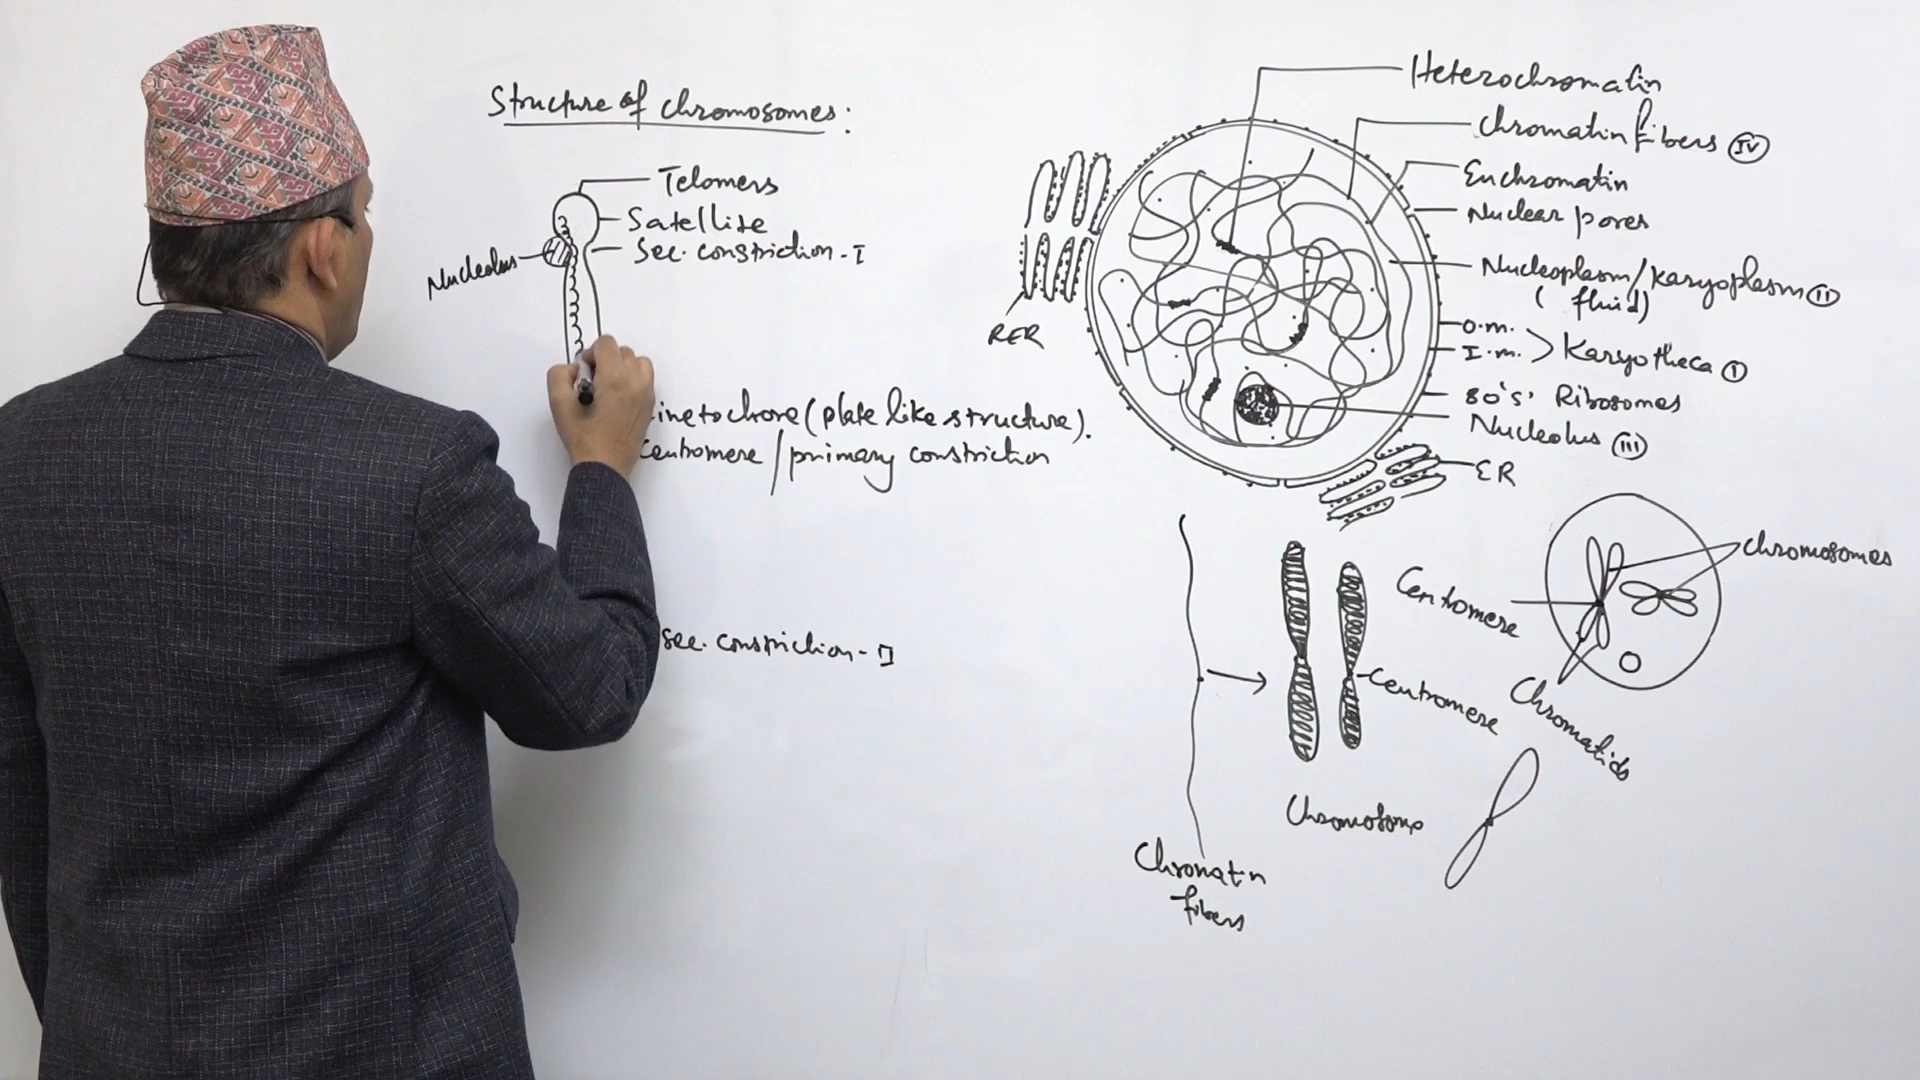 Structure of chromosomes:
Telomers
Satellite
Sec. constriction - I
Nucleolus
kinetochore (plate like structure).
Centromere / primary constriction
Sec. constriction - II
Heterochromatin
Chromatin fibers IV
Euchromatin
Nuclear pores
Nucleoplasm/karyoplasm II
(fluid)
O.m.
I.m. > Karyotheca I
80's' Ribosomes
Nucleolus III
ER
RER
Chromosomes
Centromere
Chromatids
Centromere
Chromosome
Chromatin
fibers